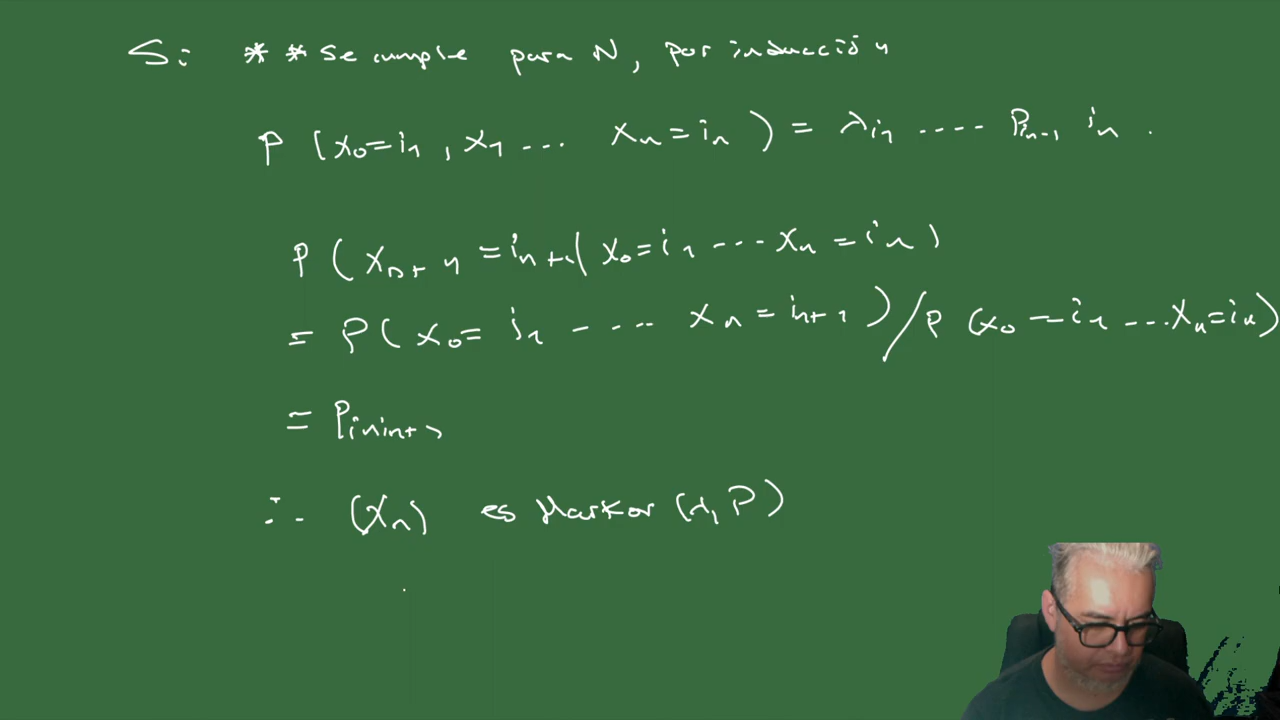 Si ** se cumple para N, por inducción
P (X₀=i₁, X₁ ... Xₙ=iₙ) = λi₁ ---- Piₙ₋₁ iₙ.
P (Xₙ₊₁ =iₙ₊₁| X₀=i₁ --- Xₙ = iₙ)
= P( X₀= i₁ - --- Xₙ = iₙ₊₁ ) / P (X₀ = i₁ ... Xₙ=iₙ)
= Piₙiₙ₊₁
∴ (Xₙ) es Markov (λ, P)